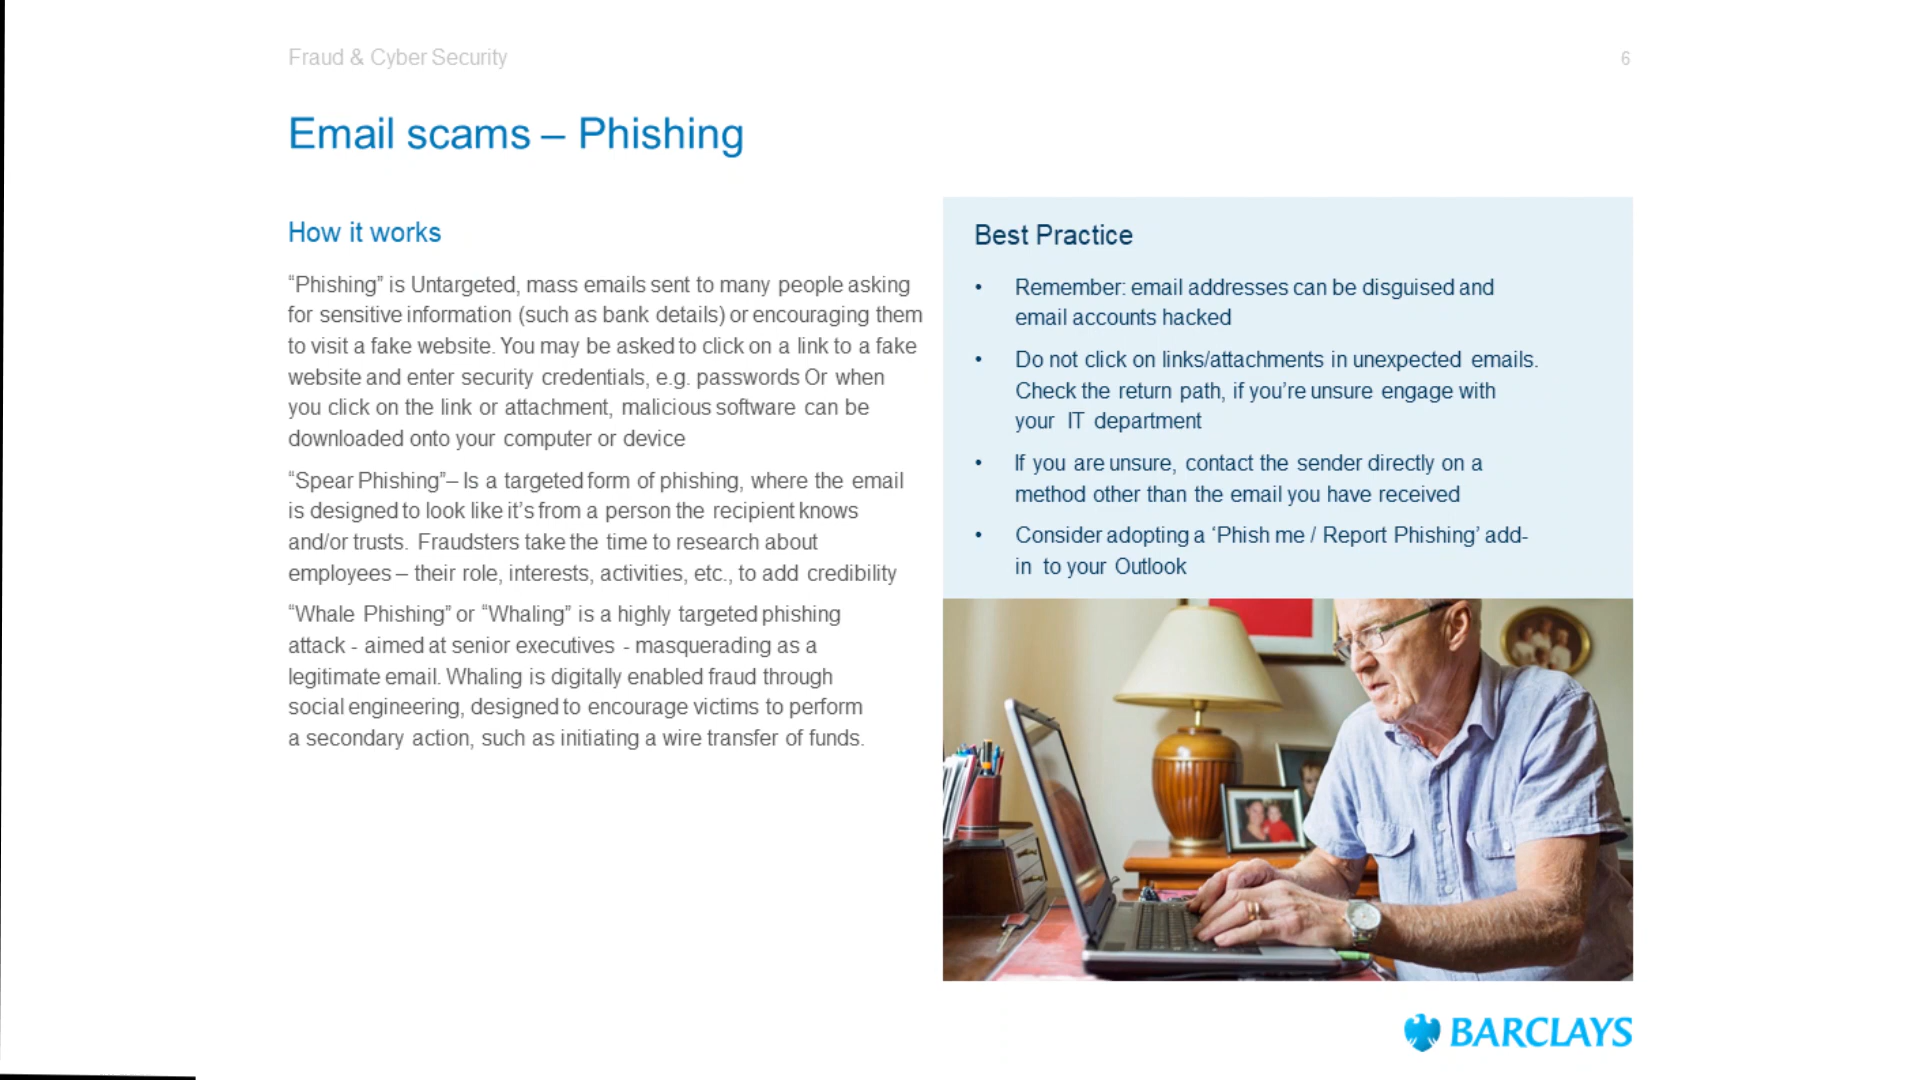 Fraud & Cyber Security
6
Email scams – Phishing
How it works
“Phishing” is Untargeted, mass emails sent to many people asking
for sensitive information (such as bank details) or encouraging them
to visit a fake website. You may be asked to click on a link to a fake
website and enter security credentials, e.g. passwords Or when
you click on the link or attachment, malicious software can be
downloaded onto your computer or device
“Spear Phishing”– Is a targeted form of phishing, where the email
is designed to look like it’s from a person the recipient knows
and/or trusts. Fraudsters take the time to research about
employees – their role, interests, activities, etc., to add credibility
“Whale Phishing” or “Whaling” is a highly targeted phishing
attack - aimed at senior executives - masquerading as a
legitimate email. Whaling is digitally enabled fraud through
social engineering, designed to encourage victims to perform
a secondary action, such as initiating a wire transfer of funds.
Best Practice
• Remember: email addresses can be disguised and
email accounts hacked
• Do not click on links/attachments in unexpected emails.
Check the return path, if you’re unsure engage with
your IT department
• If you are unsure, contact the sender directly on a
method other than the email you have received
• Consider adopting a ‘Phish me / Report Phishing’ add-
in to your Outlook
BARCLAYS